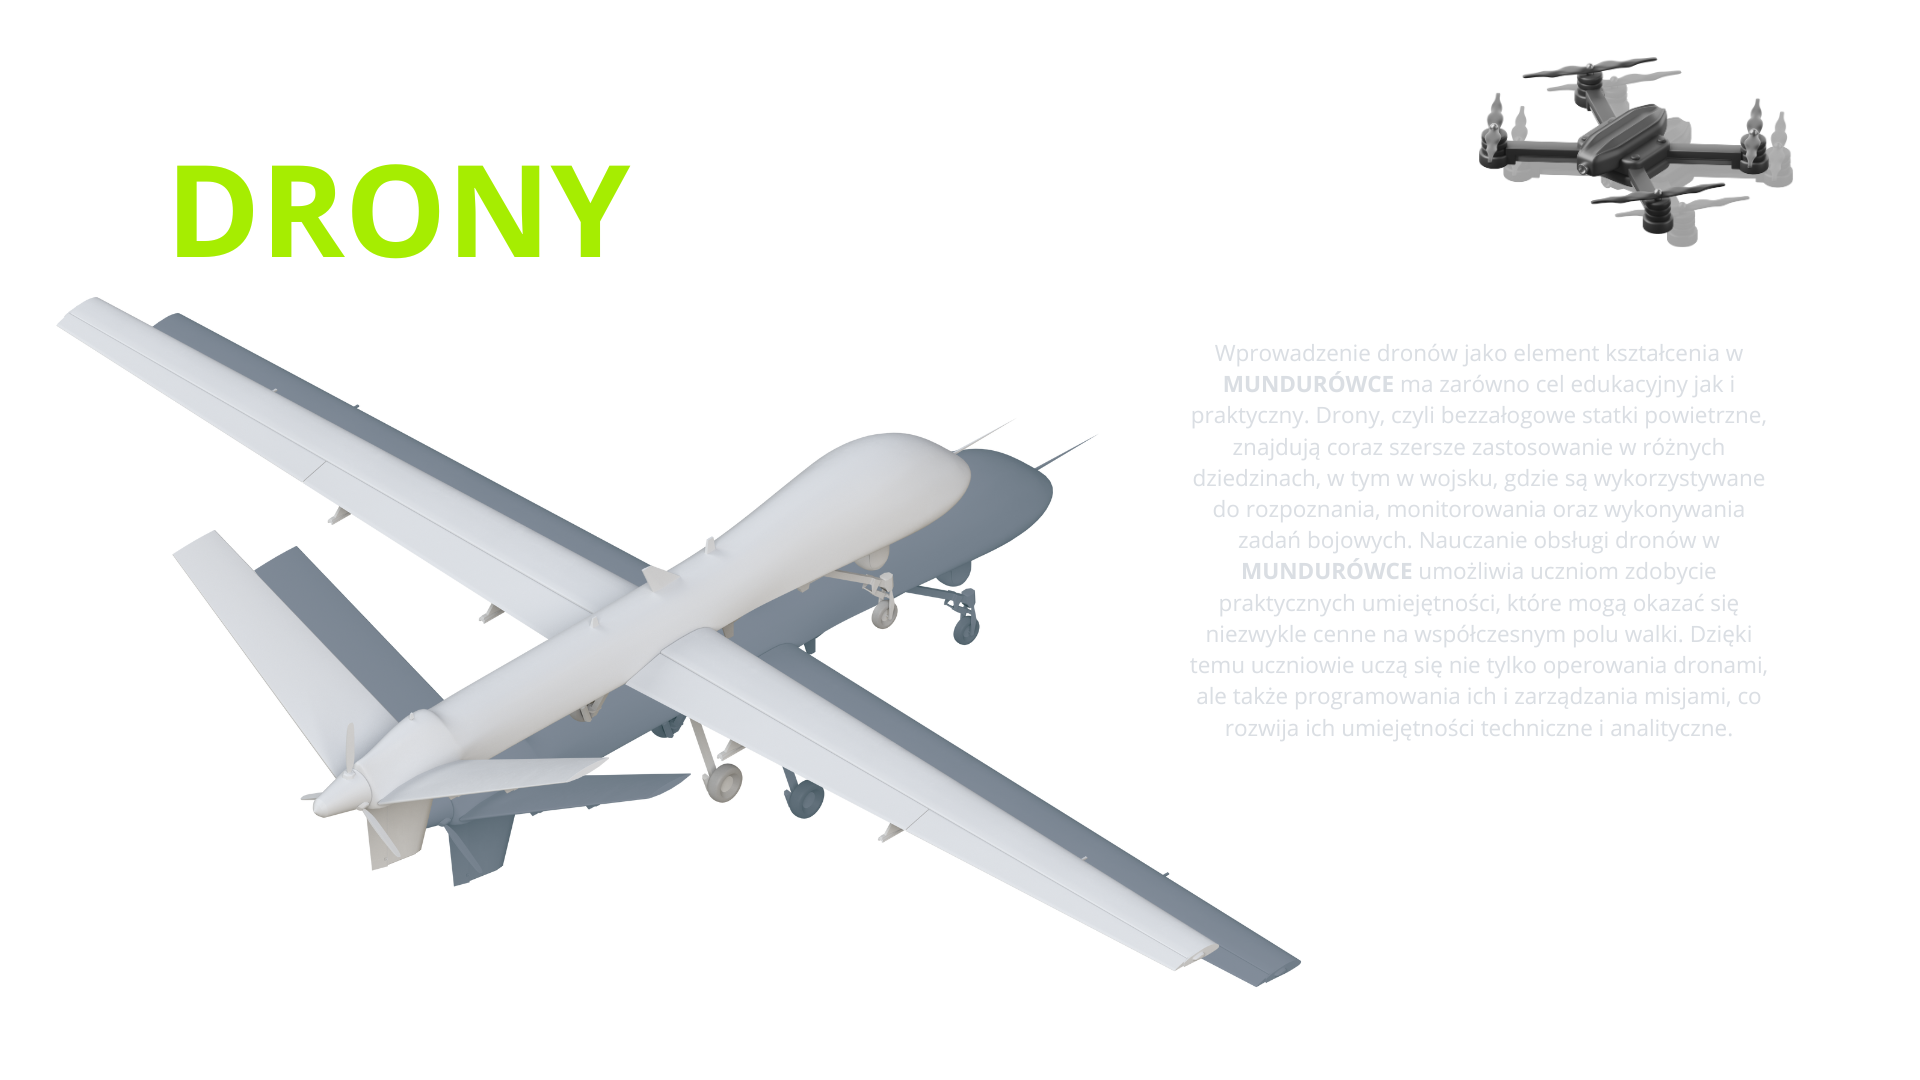 DRONY
Wprowadzenie dronów jako element kształcenia w
MUNDURÓWCE ma zarówno cel edukacyjny jak i
praktyczny. Drony, czyli bezzałogowe statki powietrzne,
znajdują coraz szersze zastosowanie w różnych
dziedzinach, w tym w wojsku, gdzie są wykorzystywane
do rozpoznania, monitorowania oraz wykonywania
zadań bojowych. Nauczanie obsługi dronów w
MUNDURÓWCE umożliwia uczniom zdobycie
praktycznych umiejętności, które mogą okazać się
niezwykle cenne na współczesnym polu walki. Dzięki
temu uczniowie uczą się nie tylko operowania dronami,
ale także programowania ich i zarządzania misjami, co
rozwija ich umiejętności techniczne i analityczne.